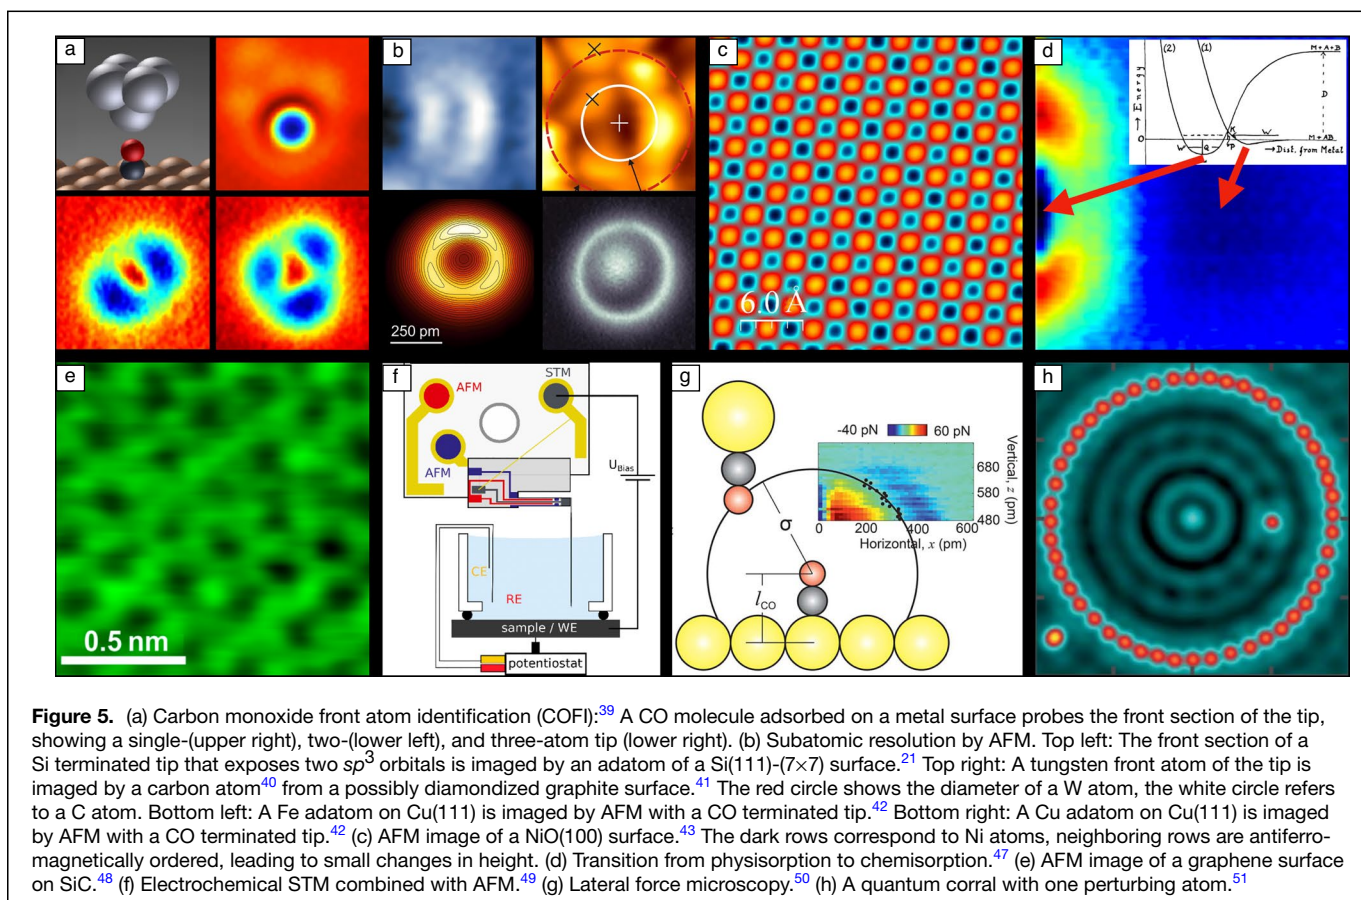 a
b
250 pm
c
6.0 Å
d
(2)
(1)
M+A+B
Energy
D
O
K
W
M+AB
W
Q
P
Dist. from Metal
e
0.5 nm
f
AFM
STM
AFM
U Bias
CE
RE
sample / WE
potentiostat
g
-40 pN
60 pN
Vertical, z (pm)
680
580
480
0
200
400
600
Horizontal, x (pm)
σ
lCO
h
Figure 5. (a) Carbon monoxide front atom identification (COFI):39 A CO molecule adsorbed on a metal surface probes the front section of the tip,
showing a single-(upper right), two-(lower left), and three-atom tip (lower right). (b) Subatomic resolution by AFM. Top left: The front section of a
Si terminated tip that exposes two sp3 orbitals is imaged by an adatom of a Si(111)-(7×7) surface.21 Top right: A tungsten front atom of the tip is
imaged by a carbon atom40 from a possibly diamondized graphite surface.41 The red circle shows the diameter of a W atom, the white circle refers
to a C atom. Bottom left: A Fe adatom on Cu(111) is imaged by AFM with a CO terminated tip.42 Bottom right: A Cu adatom on Cu(111) is imaged
by AFM with a CO terminated tip.42 (c) AFM image of a NiO(100) surface.43 The dark rows correspond to Ni atoms, neighboring rows are antiferro-
magnetically ordered, leading to small changes in height. (d) Transition from physisorption to chemisorption.47 (e) AFM image of a graphene surface
on SiC.48 (f) Electrochemical STM combined with AFM.49 (g) Lateral force microscopy.50 (h) A quantum corral with one perturbing atom.51